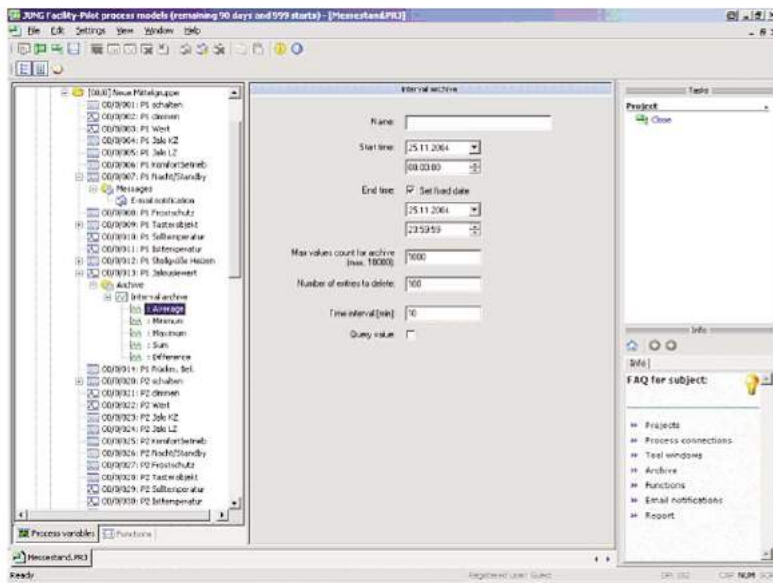 JUNG Facility-Pilot process models (remaining 90 days and 999 starts) - [Messestand.PRJ]
File Edit Settings View Window Help
[00/0] Neue Mittelgruppe
00/0/001: P1 schalten
00/0/002: P1 dimmen
00/0/003: P1 Wert
00/0/004: P1 Jalo KZ
00/0/005: P1 Jalo LZ
00/0/006: P1 Komfortbetrieb
00/0/007: P1 Nacht/Standby
Messages
E-mail notification
00/0/008: P1 Frostschutz
00/0/009: P1 Tasterobjekt
00/0/010: P1 Solltemperatur
00/0/011: P1 Isttemperatur
00/0/012: P1 Stellgröße Heizen
00/0/013: P1 Jalousiewert
Archive
Interval archive
: Average
: Minimum
: Maximum
: Sum
: Difference
00/0/014: P1 Rückm. Bel.
00/0/020: P2 schalten
00/0/021: P2 dimmen
00/0/022: P2 Wert
00/0/023: P2 Jalo KZ
00/0/024: P2 Jalo LZ
00/0/025: P2 Komfortbetrieb
00/0/026: P2 Nacht/Standby
00/0/027: P2 Frostschutz
00/0/028: P2 Tasterobjekt
00/0/029: P2 Solltemperatur
00/0/030: P2 Isttemperatur
Process variables
Functions
Interval archive
Name:
Start time: 25.11.2004
00:00:00
End time: Set fixed date
25.11.2004
23:59:59
Max values count for archive (max. 10000): 1000
Number of entries to delete: 100
Time interval [min]: 10
Query value:
Tasks
Project
Close
Info
Info
FAQ for subject:
Projects
Process connections
Tool windows
Archive
Functions
Email notifications
Report
Messestand.PRJ
Ready
Registered user: Guest
NUM